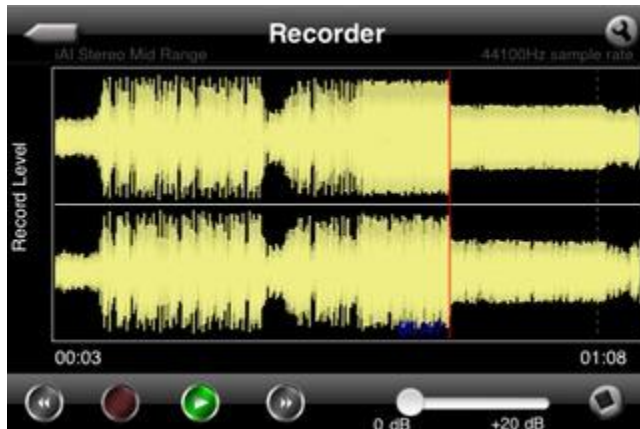 Recorder
iAI Stereo Mid Range
44100Hz sample rate
Record Level
00:03
01:08
0 dB
+20 dB